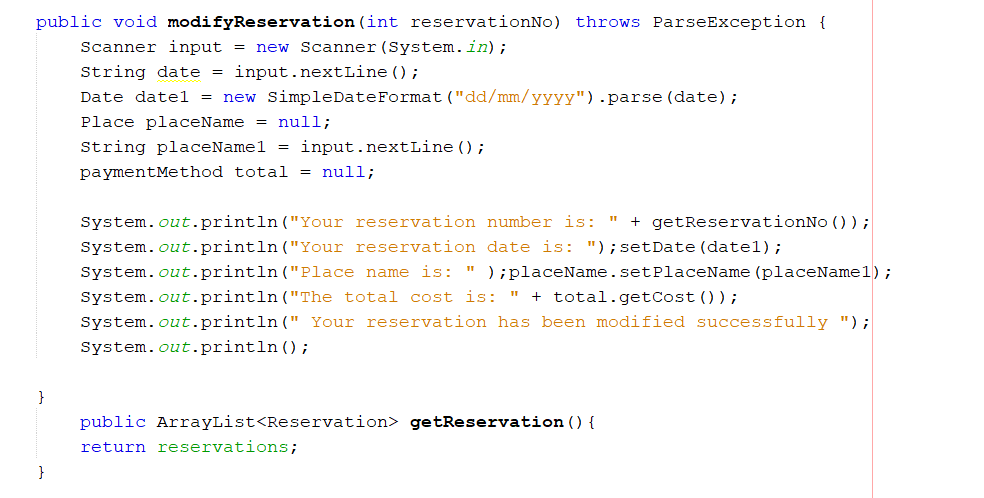 public void modifyReservation(int reservationNo) throws ParseException {
Scanner input = new Scanner(System.in);
String date = input.nextLine();
Date date1 = new SimpleDateFormat("dd/mm/yyyy").parse(date);
Place placeName = null;
String placeName1 = input.nextLine();
paymentMethod total = null;
System.out.println("Your reservation number is: " + getReservationNo());
System.out.println("Your reservation date is: ");setDate(date1);
System.out.println("Place name is: " );placeName.setPlaceName(placeName1);
System.out.println("The total cost is: " + total.getCost());
System.out.println(" Your reservation has been modified successfully ");
System.out.println();
}
public ArrayList<Reservation> getReservation(){
return reservations;
}